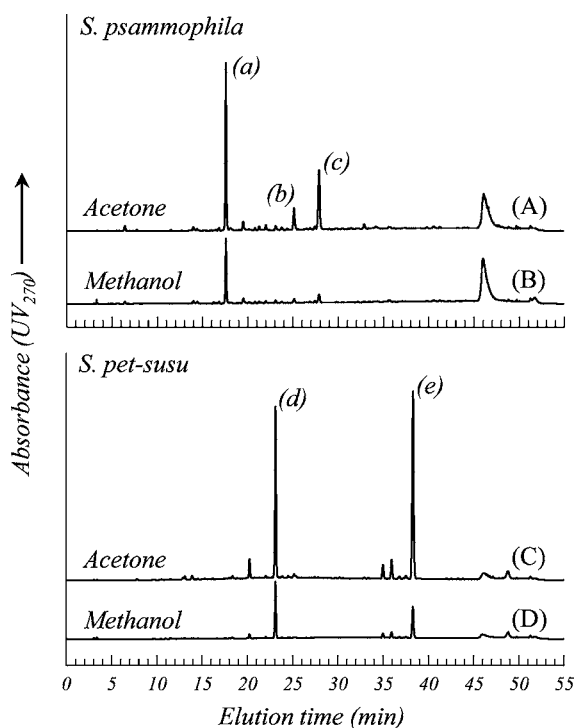 S. psammophila
(a)
(b)
(c)
Acetone
(A)
Methanol
(B)
S. pet-susu
(d)
(e)
Acetone
(C)
Methanol
(D)
Absorbance (UV270)
0 5 10 15 20 25 30 35 40 45 50 55
Elution time (min)